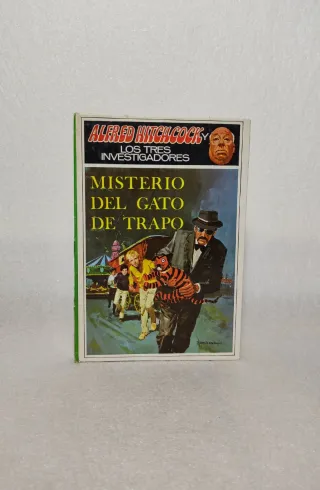 ALFRED HITCHCOCK Y
LOS TRES
INVESTIGADORES
MISTERIO
DEL GATO
DE TRAPO